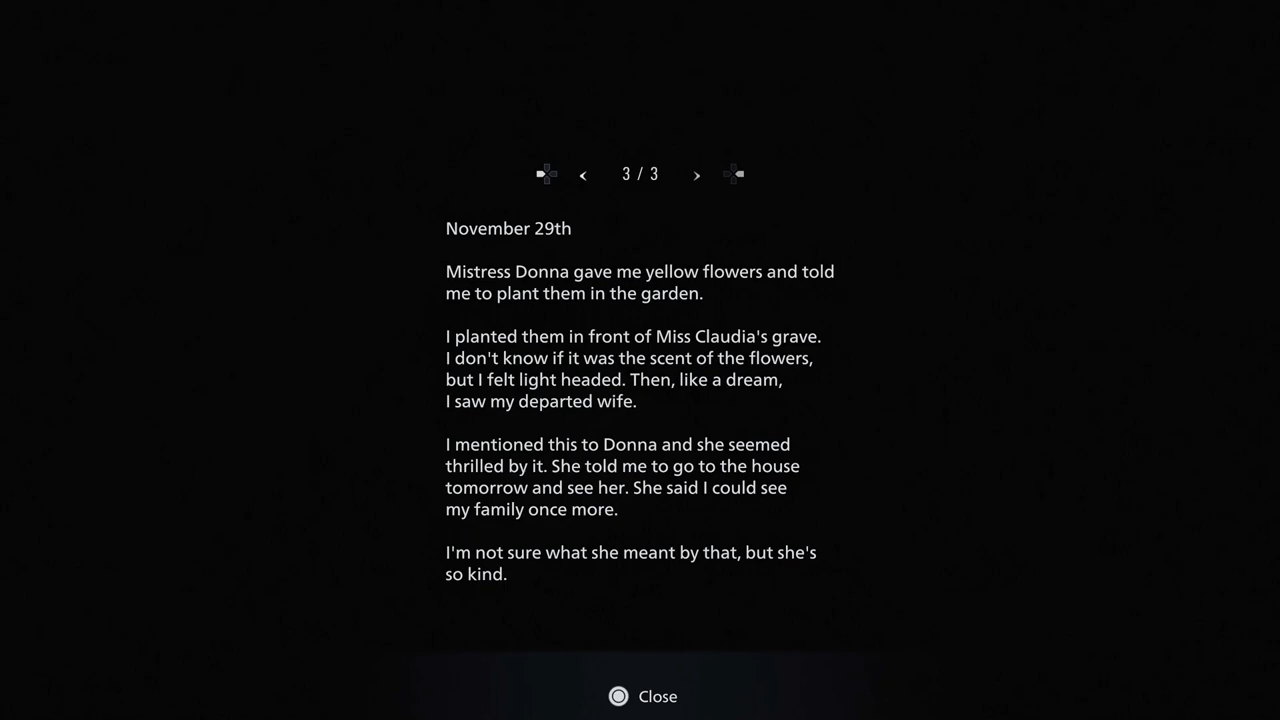 3 / 3
November 29th
Mistress Donna gave me yellow flowers and told
me to plant them in the garden.
I planted them in front of Miss Claudia's grave.
I don't know if it was the scent of the flowers,
but I felt light headed. Then, like a dream,
I saw my departed wife.
I mentioned this to Donna and she seemed
thrilled by it. She told me to go to the house
tomorrow and see her. She said I could see
my family once more.
I'm not sure what she meant by that, but she's
so kind.
Close